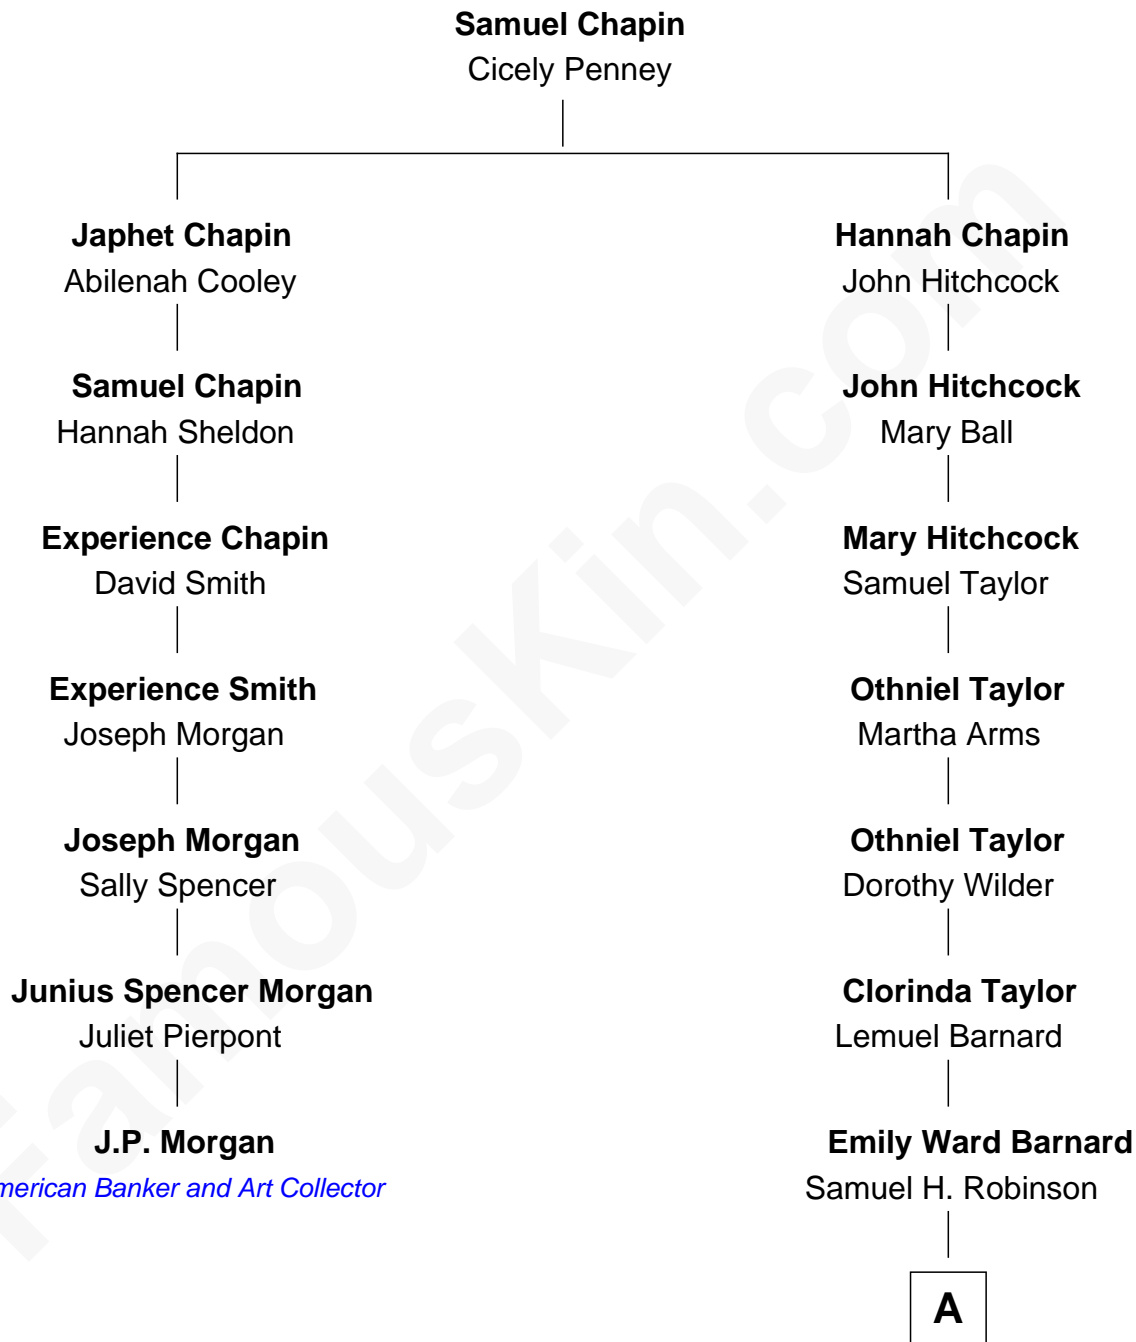 Samuel Chapin
Cicely Penney
Japhet Chapin
Abilenah Cooley
Hannah Chapin
John Hitchcock
Samuel Chapin
Hannah Sheldon
John Hitchcock
Mary Ball
Experience Chapin
David Smith
Mary Hitchcock
Samuel Taylor
Experience Smith
Joseph Morgan
Othniel Taylor
Martha Arms
Joseph Morgan
Sally Spencer
Othniel Taylor
Dorothy Wilder
Junius Spencer Morgan
Juliet Pierpont
Clorinda Taylor
Lemuel Barnard
J.P. Morgan
merican Banker and Art Collector
Emily Ward Barnard
Samuel H. Robinson
A
FamousKin.com